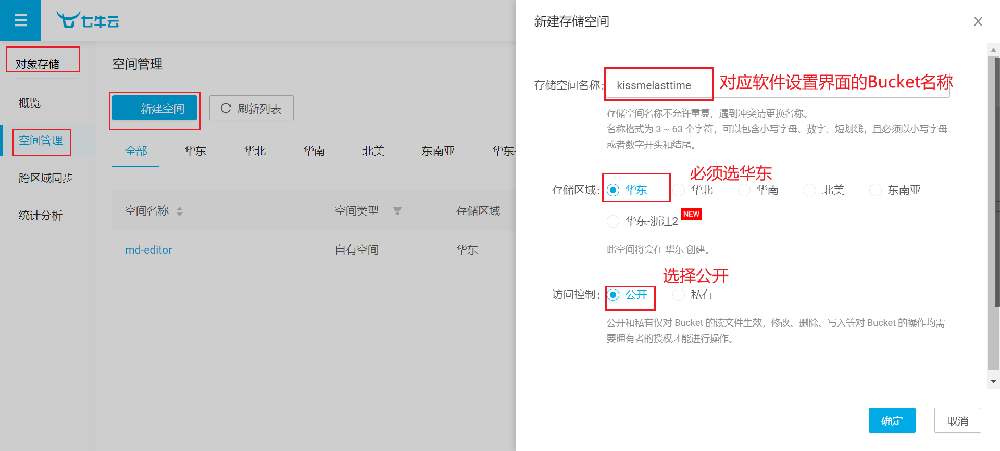 七牛云
对象存储
概览
空间管理
跨区域同步
统计分析
空间管理
新建空间
刷新列表
全部 华东 华北 华南 北美 东南亚 华东-
空间名称 空间类型 存储区域
md-editor 自有空间 华东
新建存储空间
X
存储空间名称: kissmelasttime 对应软件设置界面的Bucket名称
存储空间名称不允许重复，遇到冲突请更换名称。
名称格式为 3 ~ 63 个字符，可以包含小写字母、数字、短划线，且必须以小写字母
或者数字开头和结尾。
必须选华东
存储区域: 华东 华北 华南 北美 东南亚
华东-浙江2 NEW
此空间将会在 华东 创建。
选择公开
访问控制: 公开 私有
公开和私有仅对 Bucket 的读文件生效，修改、删除、写入等对 Bucket 的操作均需
要拥有者的授权才能进行操作。
确定 取消